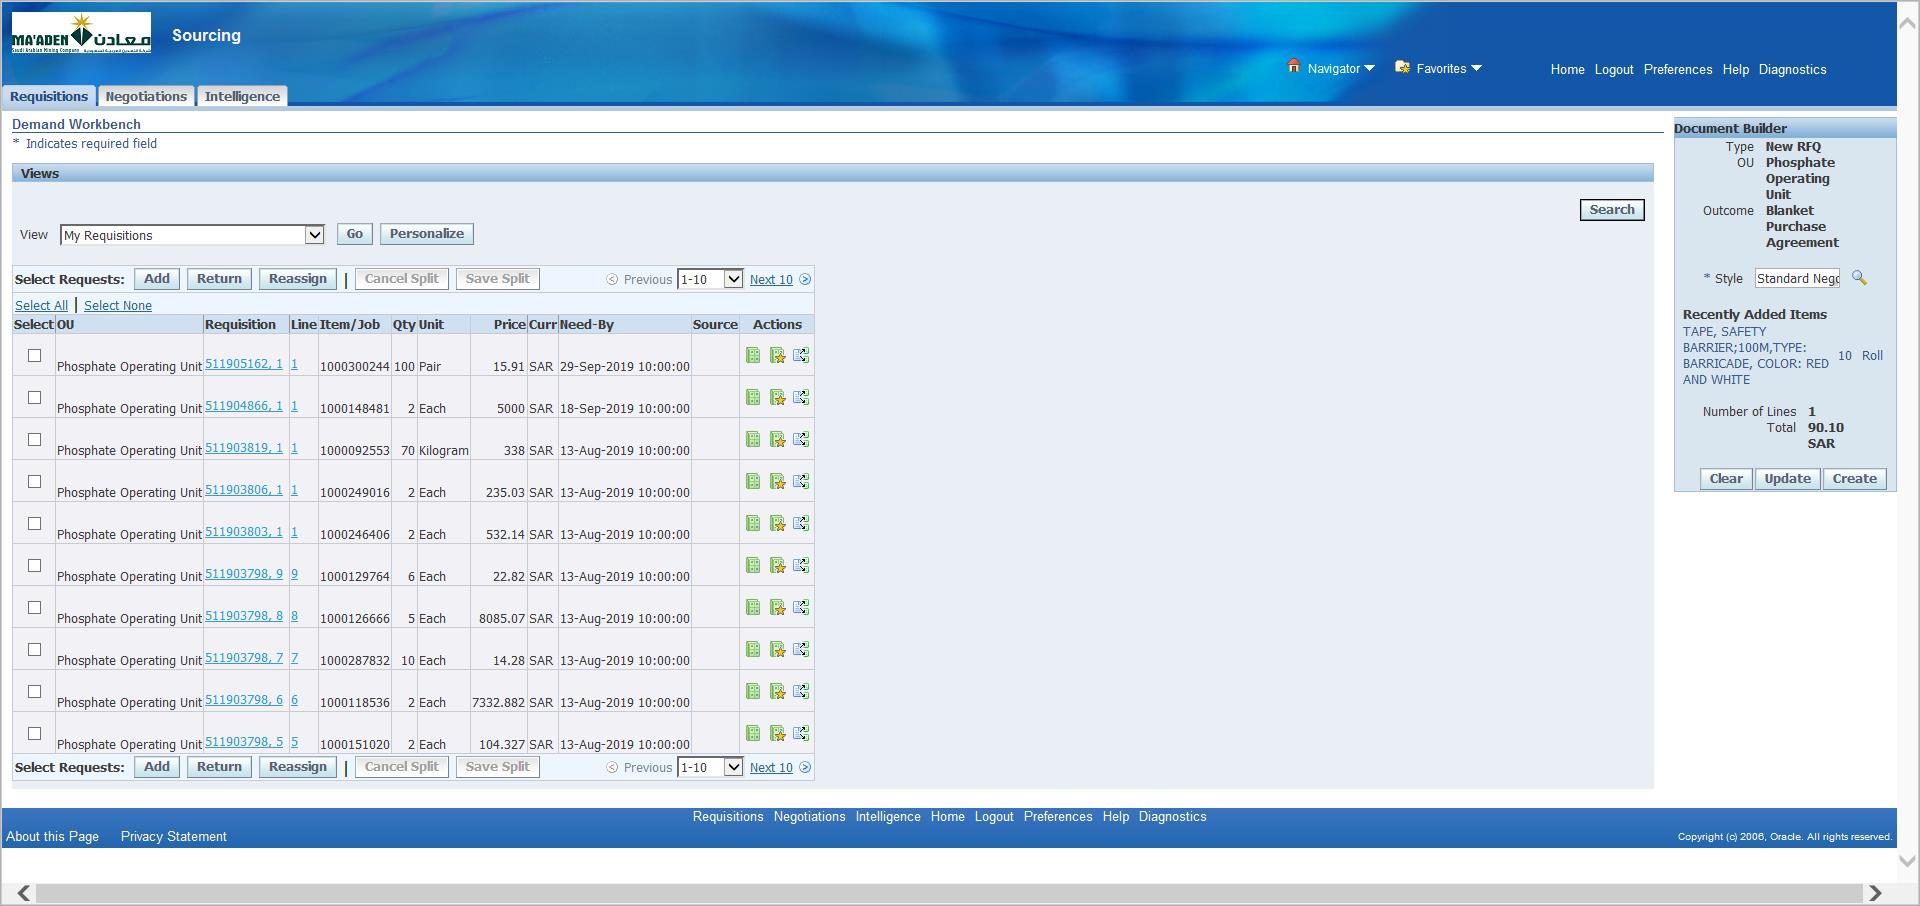 MA'ADEN معادن
Saudi Arabian Mining Company
Sourcing
Navigator Favorites Home Logout Preferences Help Diagnostics
Requisitions Negotiations Intelligence
Demand Workbench
* Indicates required field
Views
Search
View My Requisitions Go Personalize
Select Requests: Add Return Reassign | Cancel Split Save Split Previous 1-10 Next 10
Select All | Select None
Select OU Requisition Line Item/Job Qty Unit Price Curr Need-By Source Actions
Phosphate Operating Unit 511905162, 1 1 1000300244 100 Pair 15.91 SAR 29-Sep-2019 10:00:00
Phosphate Operating Unit 511904866, 1 1 1000148481 2 Each 5000 SAR 18-Sep-2019 10:00:00
Phosphate Operating Unit 511903819, 1 1 1000092553 70 Kilogram 338 SAR 13-Aug-2019 10:00:00
Phosphate Operating Unit 511903806, 1 1 1000249016 2 Each 235.03 SAR 13-Aug-2019 10:00:00
Phosphate Operating Unit 511903803, 1 1 1000246406 2 Each 532.14 SAR 13-Aug-2019 10:00:00
Phosphate Operating Unit 511903798, 9 9 1000129764 6 Each 22.82 SAR 13-Aug-2019 10:00:00
Phosphate Operating Unit 511903798, 8 8 1000126666 5 Each 8085.07 SAR 13-Aug-2019 10:00:00
Phosphate Operating Unit 511903798, 7 7 1000287832 10 Each 14.28 SAR 13-Aug-2019 10:00:00
Phosphate Operating Unit 511903798, 6 6 1000118536 2 Each 7332.882 SAR 13-Aug-2019 10:00:00
Phosphate Operating Unit 511903798, 5 5 1000151020 2 Each 104.327 SAR 13-Aug-2019 10:00:00
Select Requests: Add Return Reassign | Cancel Split Save Split Previous 1-10 Next 10
Document Builder
Type New RFQ
OU Phosphate
Operating
Unit
Outcome Blanket
Purchase
Agreement
* Style Standard Nego
Recently Added Items
TAPE, SAFETY
BARRIER;100M,TYPE:
BARRICADE, COLOR: RED
AND WHITE
10 Roll
Number of Lines 1
Total 90.10
SAR
Clear Update Create
Requisitions Negotiations Intelligence Home Logout Preferences Help Diagnostics
About this Page Privacy Statement
Copyright (c) 2006, Oracle. All rights reserved.